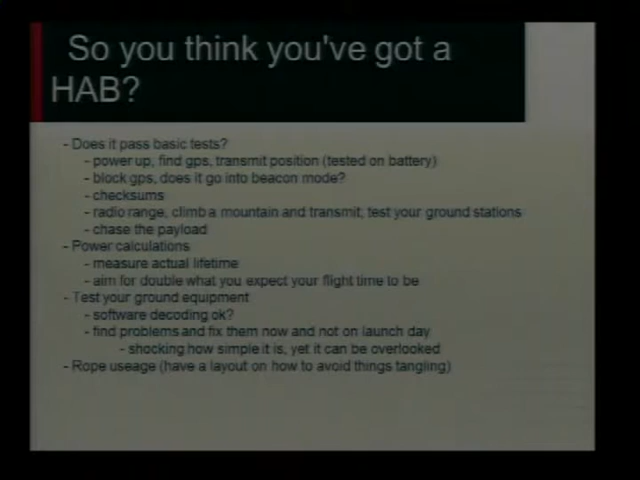 So you think you've got a
HAB?
- Does it pass basic tests?
- power up, find gps, transmit position (tested on battery)
- block gps, does it go into beacon mode?
- checksums
- radio range, climb a mountain and transmit, test your ground stations
- chase the payload
- Power calculations
- measure actual lifetime
- aim for double what you expect your flight time to be
- Test your ground equipment
- software decoding ok?
- find problems and fix them now and not on launch day
- shocking how simple it is, yet it can be overlooked
- Rope useage (have a layout on how to avoid things tangling)